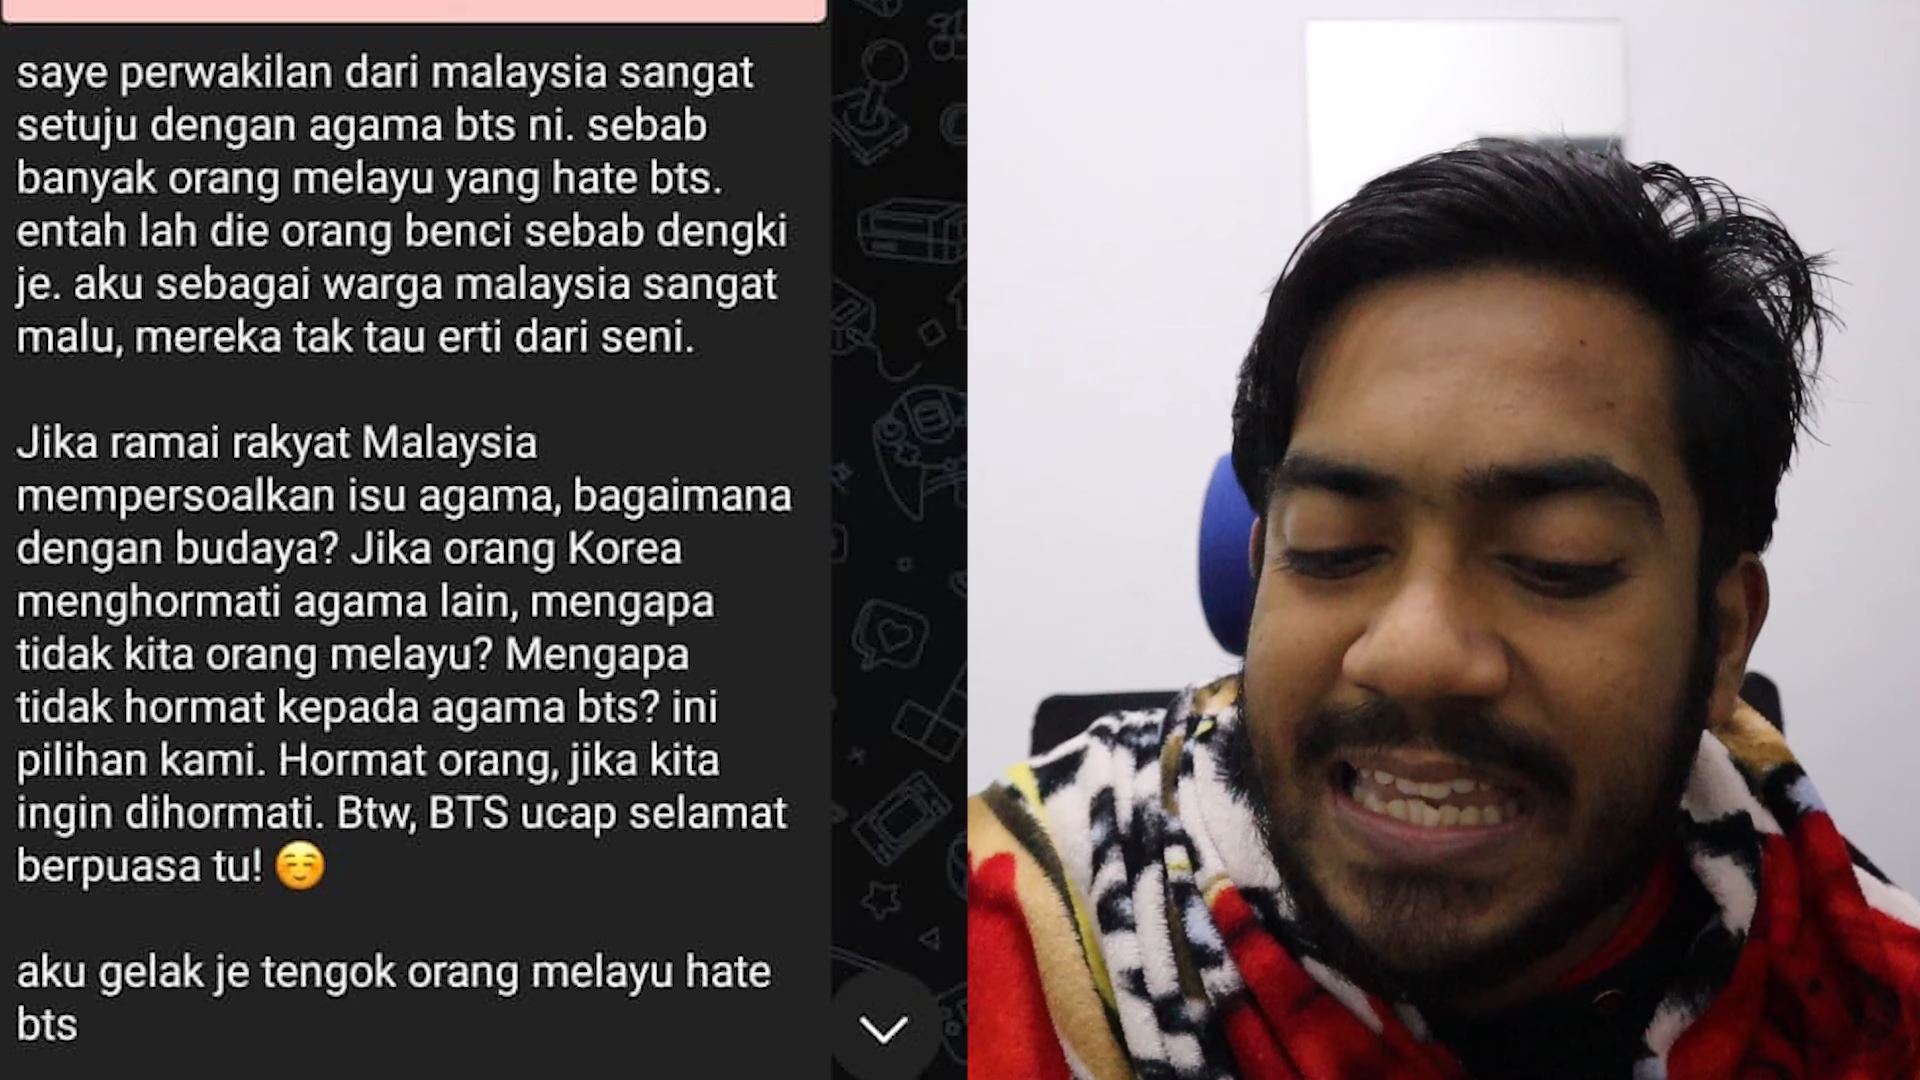 saye perwakilan dari malaysia sangat
setuju dengan agama bts ni. sebab
banyak orang melayu yang hate bts.
entah lah die orang benci sebab dengki
je. aku sebagai warga malaysia sangat
malu, mereka tak tau erti dari seni.
Jika ramai rakyat Malaysia
mempersoalkan isu agama, bagaimana
dengan budaya? Jika orang Korea
menghormati agama lain, mengapa
tidak kita orang melayu? Mengapa
tidak hormat kepada agama bts? ini
pilihan kami. Hormat orang, jika kita
ingin dihormati. Btw, BTS ucap selamat
berpuasa tu! ☺️
aku gelak je tengok orang melayu hate
bts